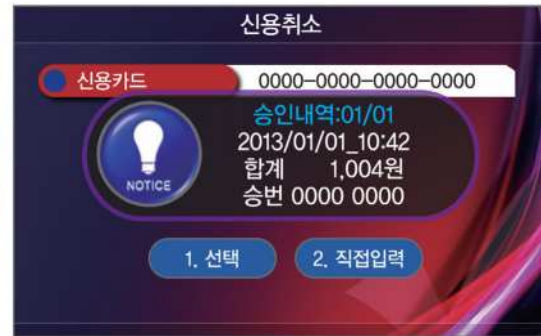 신용취소
신용카드 0000-0000-0000-0000
승인내역:01/01
2013/01/01_10:42
NOTICE
합계 1,004원
승번 0000 0000
1. 선택 2. 직접입력